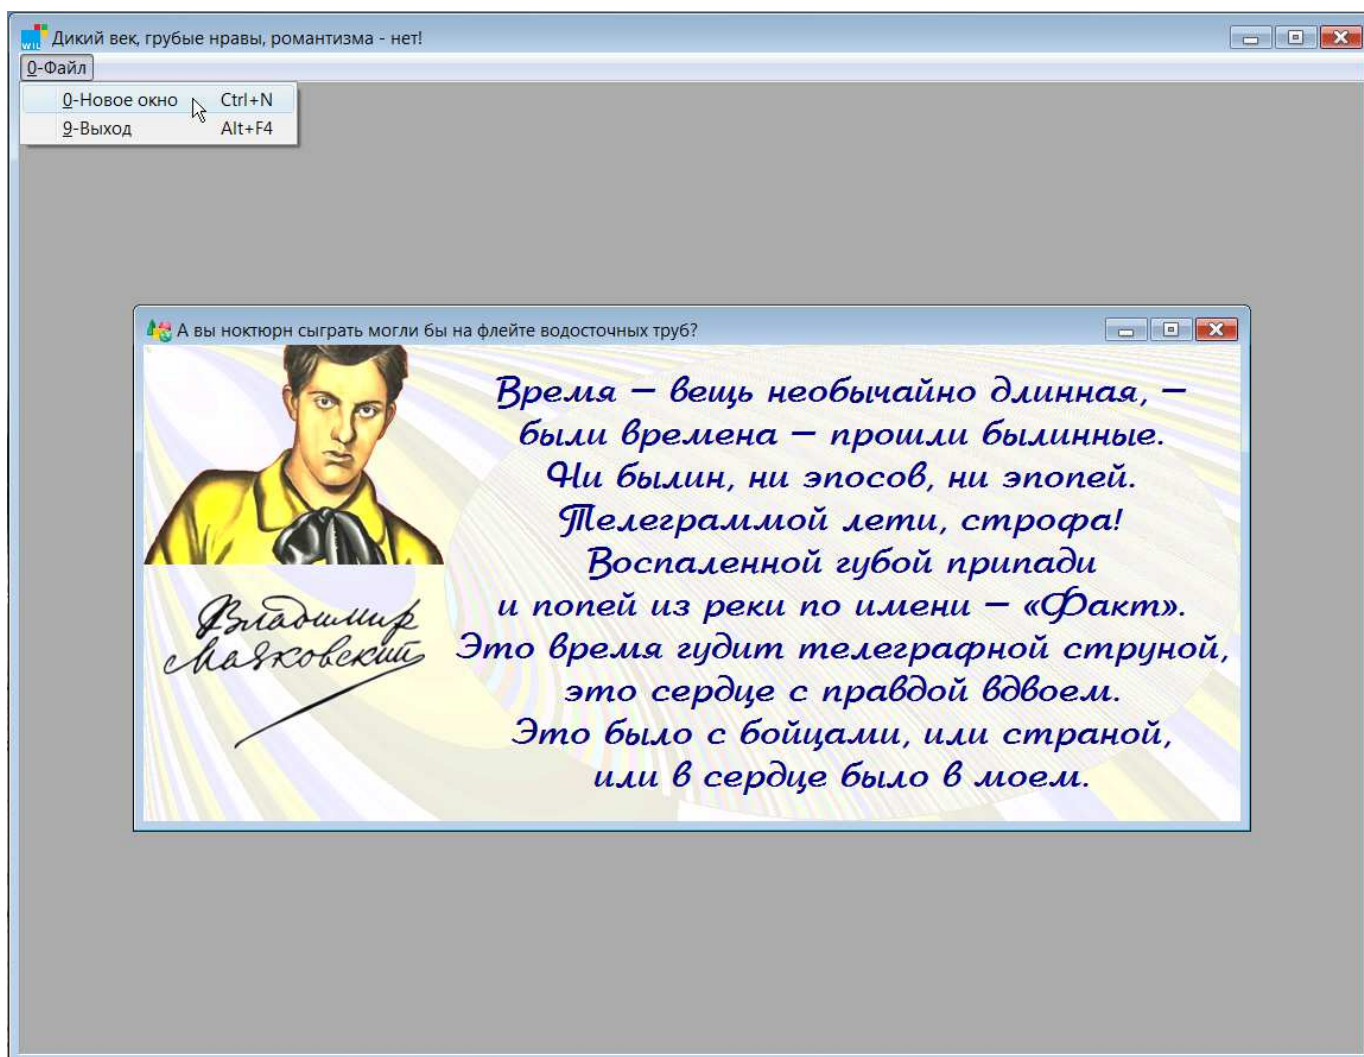 WIL
Дикий век, грубые нравы, романтизма - нет!
0-Файл
0-Новое окно Ctrl+N
9-Выход Alt+F4
А вы ноктюрн сыграть могли бы на флейте водосточных труб?
Время — вещь необычайно длинная, —
были времена — прошли былинные.
Ни былин, ни эпосов, ни эпопей.
Телеграммой лети, строфа!
Воспаленной губой припади
и попей из реки по имени — «Факт».
Это время гудит телеграфной струной,
это сердце с правдой вдвоем.
Это было с бойцами, или страной,
или в сердце было в моем.
Владимир
Маяковский